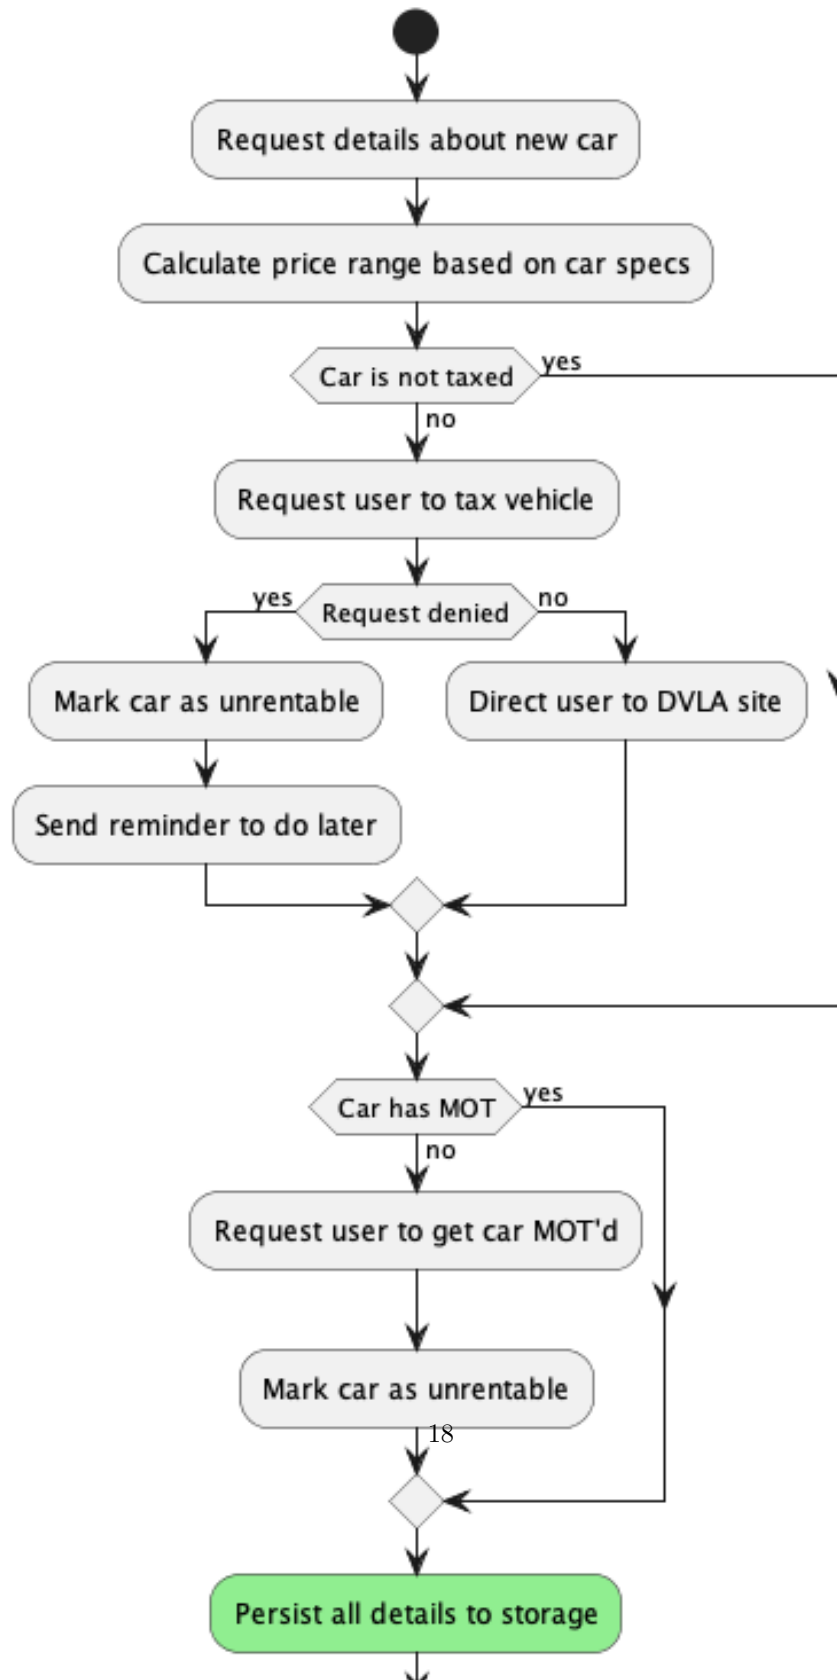 Request details about new car
Calculate price range based on car specs
Car is not taxed
yes
no
Request user to tax vehicle
Request denied
yes
no
Mark car as unrentable
Direct user to DVLA site
Send reminder to do later
Car has MOT
yes
no
Request user to get car MOT'd
Mark car as unrentable
18
Persist all details to storage